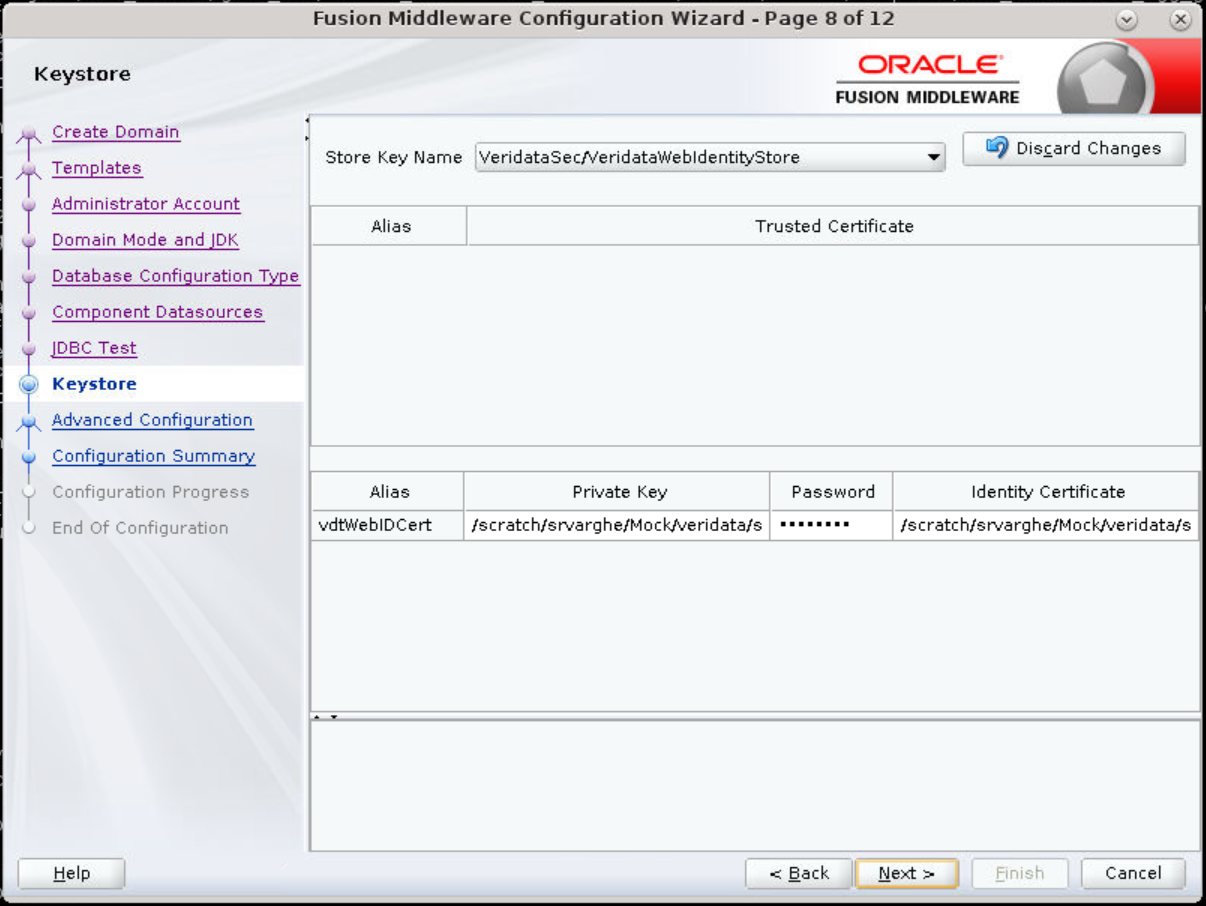 Fusion Middleware Configuration Wizard - Page 8 of 12
Keystore
ORACLE
FUSION MIDDLEWARE
Create Domain
Templates
Administrator Account
Domain Mode and JDK
Database Configuration Type
Component Datasources
JDBC Test
Keystore
Advanced Configuration
Configuration Summary
Configuration Progress
End Of Configuration
Store Key Name VeridataSec/VeridataWebIdentityStore Discard Changes
Alias Trusted Certificate
Alias Private Key Password Identity Certificate
vdtWebIDCert /scratch/srvarghe/Mock/veridata/s •••••••• /scratch/srvarghe/Mock/veridata/s
Help < Back Next > Finish Cancel